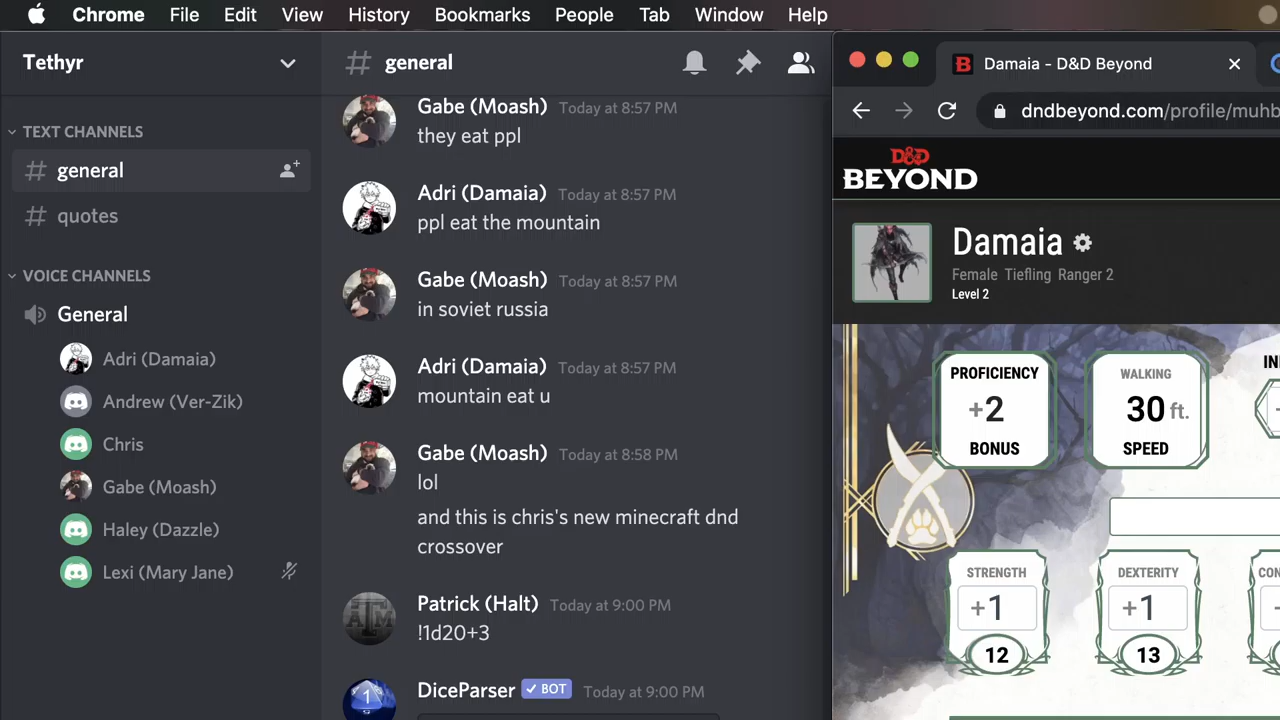 Chrome File Edit View History Bookmarks People Tab Window Help
Tethyr
TEXT CHANNELS
# general
# quotes
VOICE CHANNELS
General
Adri (Damaia)
Andrew (Ver-Zik)
Chris
Gabe (Moash)
Haley (Dazzle)
Lexi (Mary Jane)
# general
Gabe (Moash) Today at 8:57 PM
they eat ppl
Adri (Damaia) Today at 8:57 PM
ppl eat the mountain
Gabe (Moash) Today at 8:57 PM
in soviet russia
Adri (Damaia) Today at 8:57 PM
mountain eat u
Gabe (Moash) Today at 8:58 PM
lol
and this is chris's new minecraft dnd
crossover
Patrick (Halt) Today at 9:00 PM
!1d20+3
DiceParser ✓ BOT Today at 9:00 PM
Damaia - D&D Beyond
dndbeyond.com/profile/muhb
D&D
BEYOND
Damaia
Female Tiefling Ranger 2
Level 2
PROFICIENCY
+2
BONUS
WALKING
30 ft.
SPEED
IN
STRENGTH
+1
12
DEXTERITY
+1
13
CON